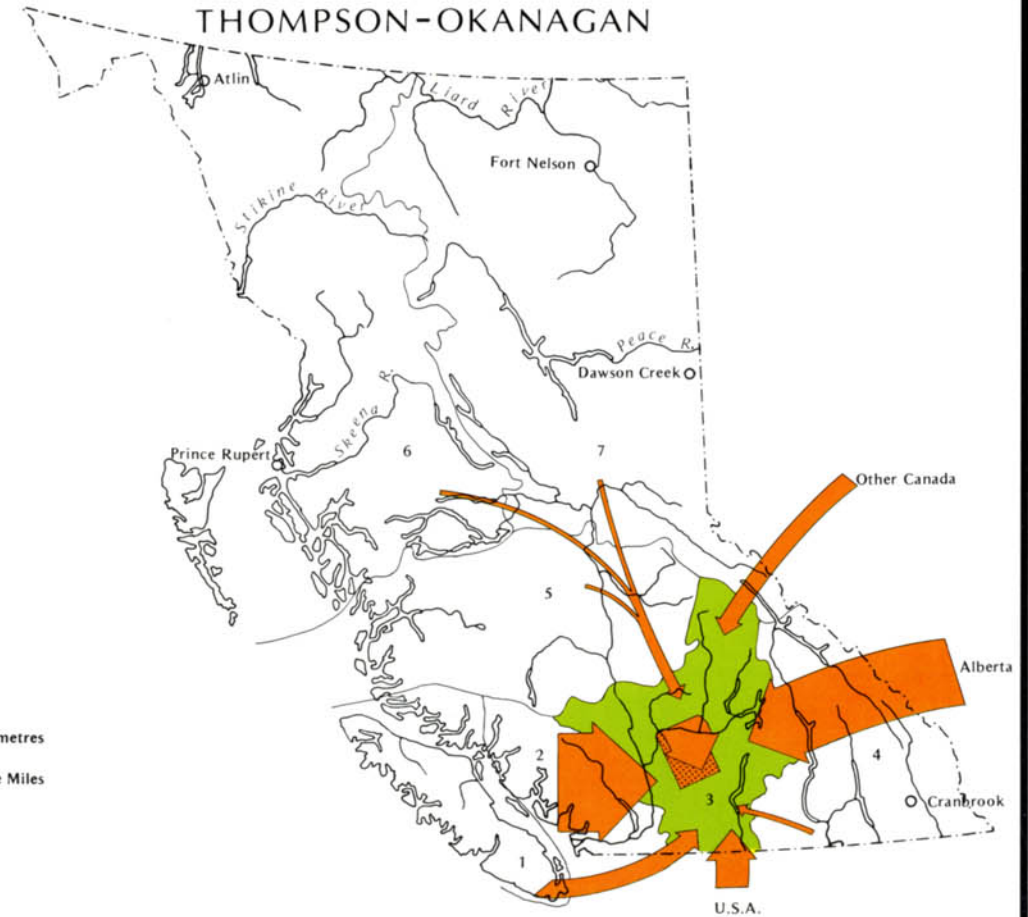 THOMPSON-OKANAGAN
Atlin
Liard River
Fort Nelson
Stikine River
Peace R.
Dawson Creek
Skeena R.
6
7
Prince Rupert
Other Canada
5
Alberta
metres
2
4
Miles
3
Cranbrook
1
U.S.A.